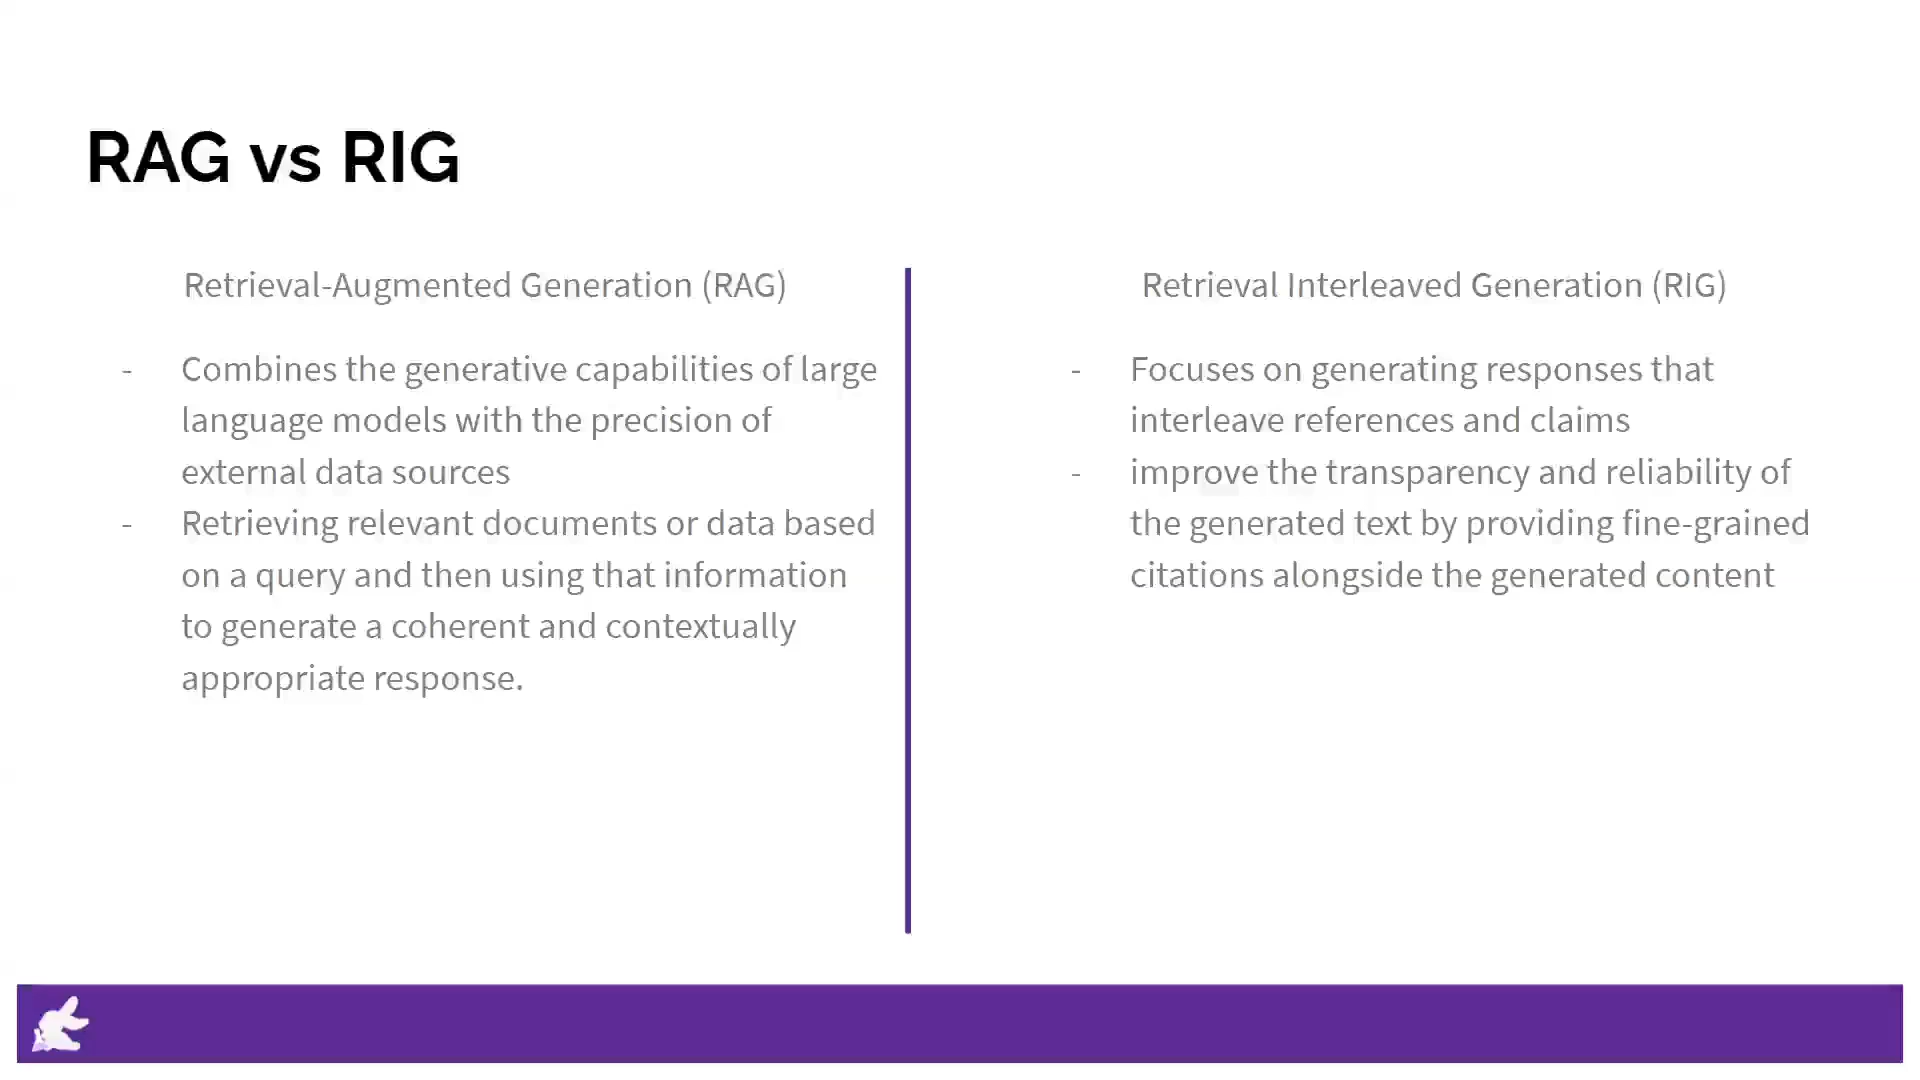 RAG vs RIG
Retrieval-Augmented Generation (RAG)
- Combines the generative capabilities of large
language models with the precision of
external data sources
- Retrieving relevant documents or data based
on a query and then using that information
to generate a coherent and contextually
appropriate response.
Retrieval Interleaved Generation (RIG)
- Focuses on generating responses that
interleave references and claims
- improve the transparency and reliability of
the generated text by providing fine-grained
citations alongside the generated content